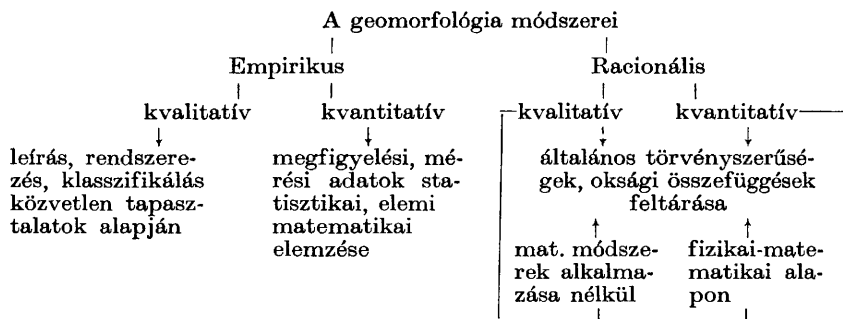 A geomorfológia módszerei
Empirikus
Racionális
kvalitatív
kvantitatív
kvalitatív
kvantitatív
leírás, rendszere-
zés, klasszifikálás
közvetlen tapasz-
talatok alapján
megfigyelési, mé-
rési adatok sta-
tisztikai, elemi
matematikai
elemzése
általános törvényszerűsé-
gek, oksági összefüggések
feltárása
mat. módsze-
rek alkalma-
zása nélkül
fizikai-mate-
matikai ala-
pon